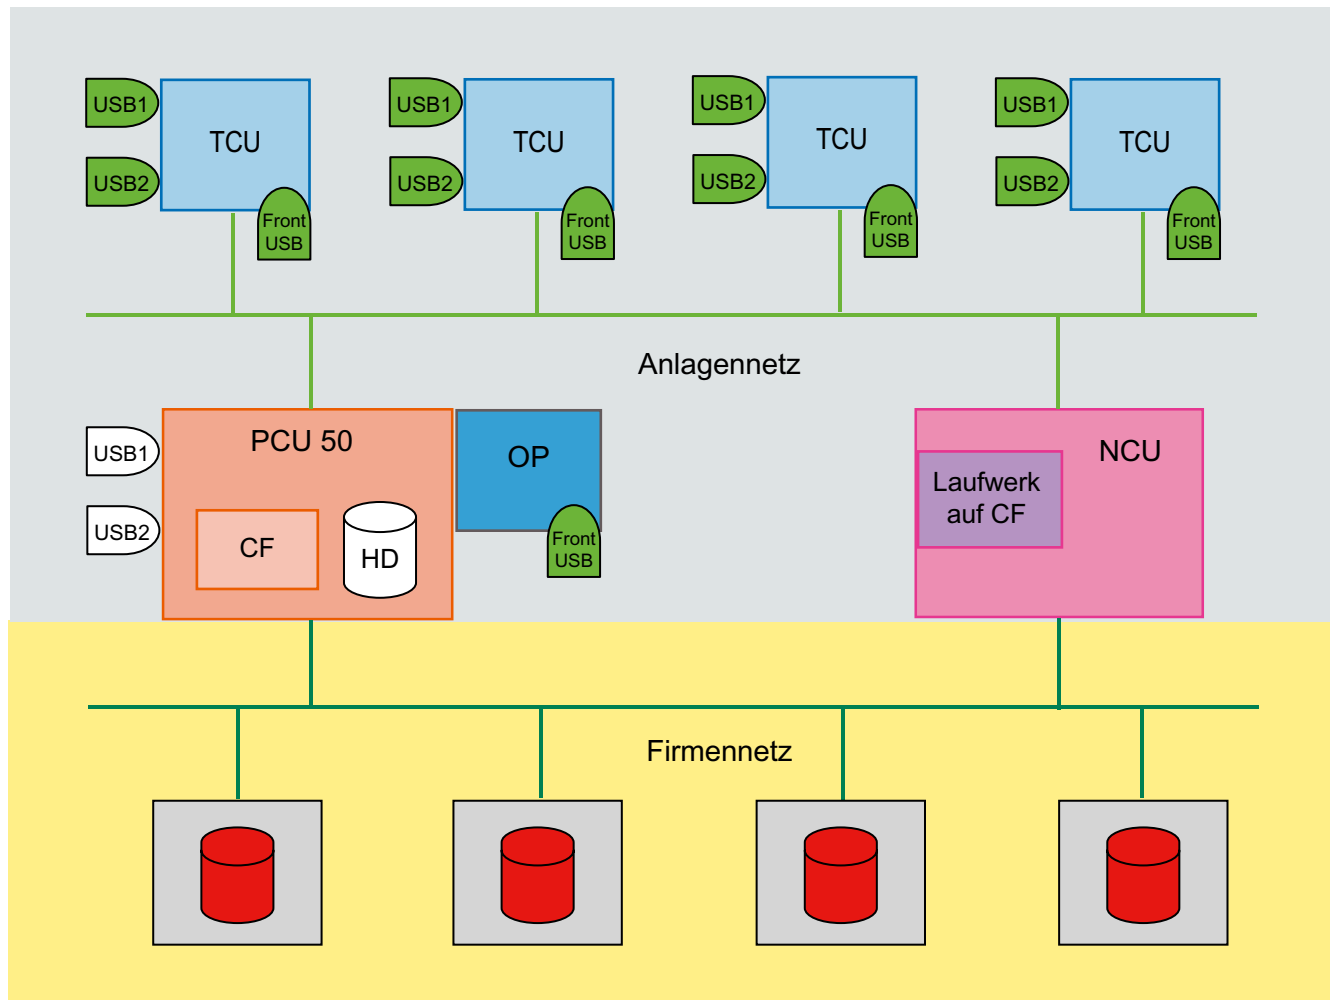 USB1
TCU
USB2
Front
USB
USB1
TCU
USB2
Front
USB
USB1
TCU
USB2
Front
USB
USB1
TCU
USB2
Front
USB
Anlagennetz
USB1
USB2
PCU 50
CF
HD
OP
Front
USB
NCU
Laufwerk
auf CF
Firmennetz